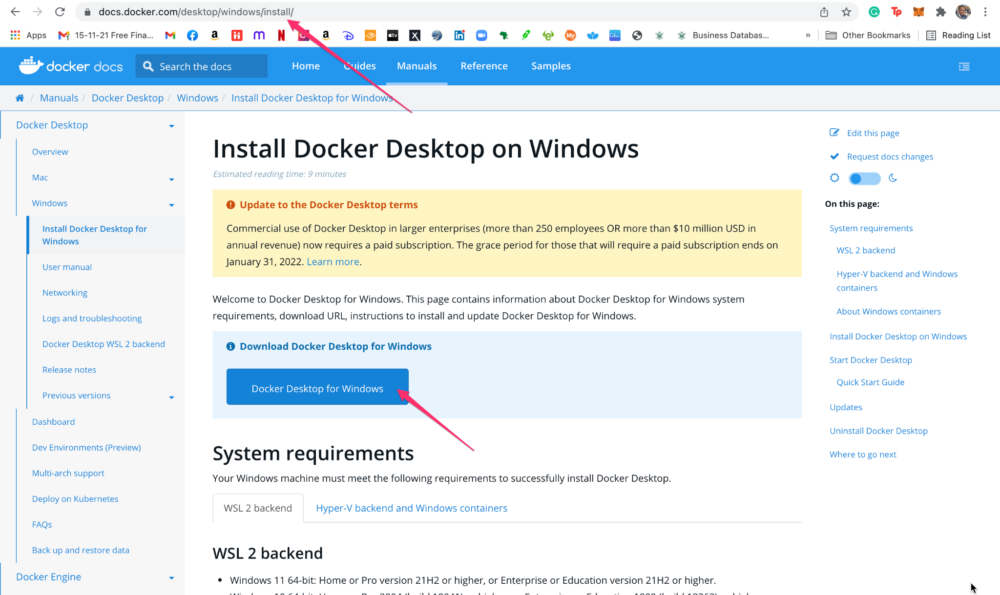 docs.docker.com/desktop/windows/install/
Apps
15-11-21 Free Fina...
Business Databas...
»
Other Bookmarks
Reading List
docker docs
Search the docs
Home
Guides
Manuals
Reference
Samples
/ Manuals / Docker Desktop / Windows / Install Docker Desktop for Windows
Docker Desktop
Overview
Mac
Windows
Install Docker Desktop for
Windows
User manual
Networking
Logs and troubleshooting
Docker Desktop WSL 2 backend
Release notes
Previous versions
Dashboard
Dev Environments (Preview)
Multi-arch support
Deploy on Kubernetes
FAQs
Back up and restore data
Docker Engine
Install Docker Desktop on Windows
Estimated reading time: 9 minutes
Update to the Docker Desktop terms
Commercial use of Docker Desktop in larger enterprises (more than 250 employees OR more than $10 million USD in
annual revenue) now requires a paid subscription. The grace period for those that will require a paid subscription ends on
January 31, 2022. Learn more.
Welcome to Docker Desktop for Windows. This page contains information about Docker Desktop for Windows system
requirements, download URL, instructions to install and update Docker Desktop for Windows.
Download Docker Desktop for Windows
Docker Desktop for Windows
System requirements
Your Windows machine must meet the following requirements to successfully install Docker Desktop.
WSL 2 backend
Hyper-V backend and Windows containers
WSL 2 backend
• Windows 11 64-bit: Home or Pro version 21H2 or higher, or Enterprise or Education version 21H2 or higher.
Edit this page
Request docs changes
On this page:
System requirements
WSL 2 backend
Hyper-V backend and Windows
containers
About Windows containers
Install Docker Desktop on Windows
Start Docker Desktop
Quick Start Guide
Updates
Uninstall Docker Desktop
Where to go next